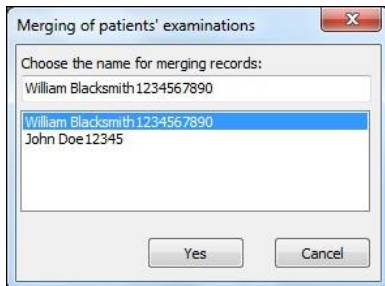 Merging of patients' examinations
Choose the name for merging records:
William Blacksmith1234567890
William Blacksmith1234567890
John Doe12345
Yes Cancel